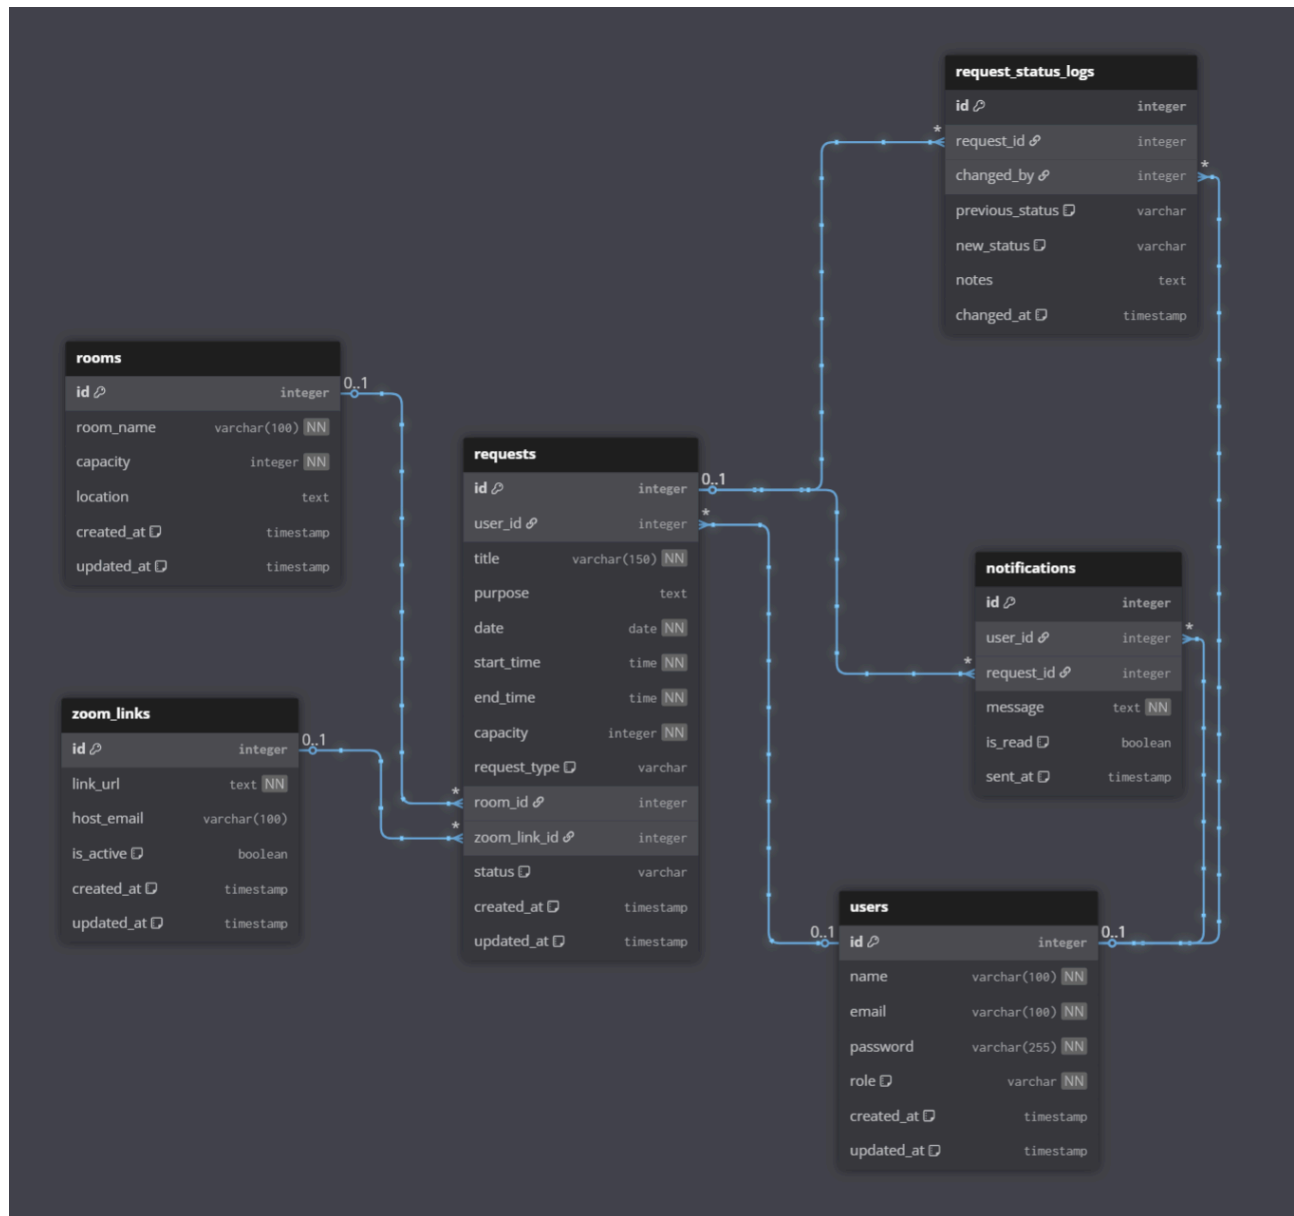 request_status_logs
id integer
* request_id integer
* changed_by integer
previous_status varchar
new_status varchar
notes text
changed_at timestamp
rooms
id integer 0..1
room_name varchar(100) NN
capacity integer NN
location text
created_at timestamp
updated_at timestamp
requests
id integer 0..1
user_id integer *
title varchar(150) NN
purpose text
date date NN
start_time time NN
end_time time NN
capacity integer NN
request_type varchar
* room_id integer
* zoom_link_id integer
status varchar
created_at timestamp
updated_at timestamp
zoom_links
id integer 0..1
link_url text NN
host_email varchar(100)
is_active boolean
created_at timestamp
updated_at timestamp
notifications
id integer
user_id integer *
* request_id integer
message text NN
is_read boolean
sent_at timestamp
users
0..1 id integer 0..1
name varchar(100) NN
email varchar(100) NN
password varchar(255) NN
role varchar NN
created_at timestamp
updated_at timestamp